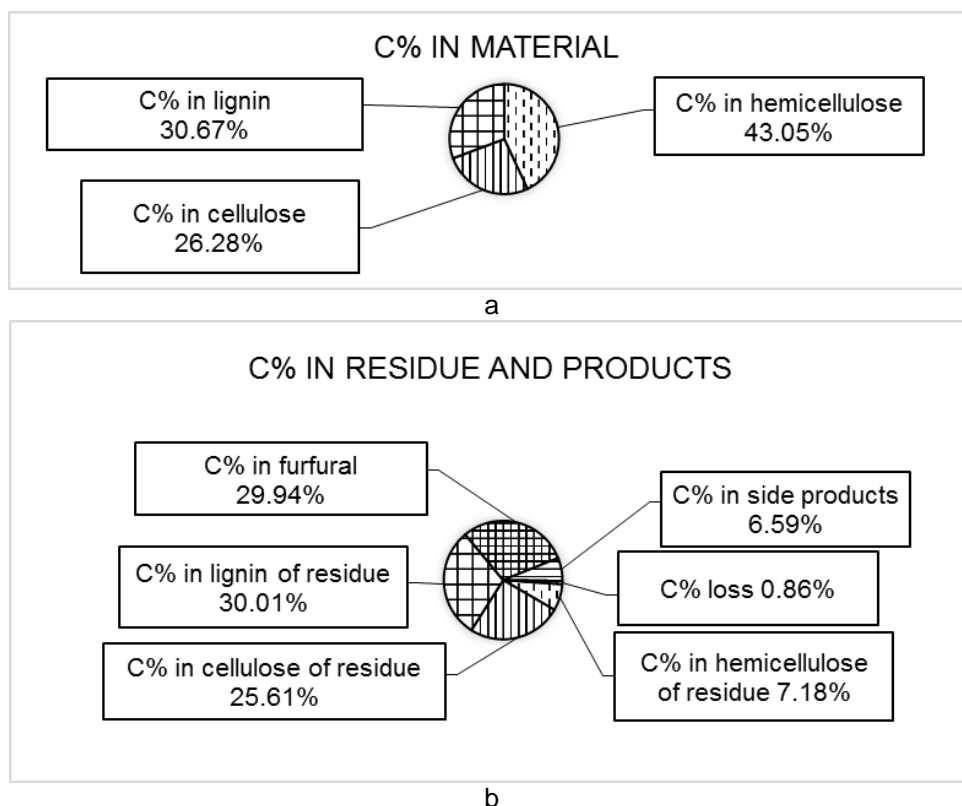 C% IN MATERIAL
C% in lignin
30.67%
C% in hemicellulose
43.05%
C% in cellulose
26.28%
a
C% IN RESIDUE AND PRODUCTS
C% in furfural
29.94%
C% in side products
6.59%
C% in lignin of residue
30.01%
C% loss 0.86%
C% in cellulose of residue
25.61%
C% in hemicellulose
of residue 7.18%
b